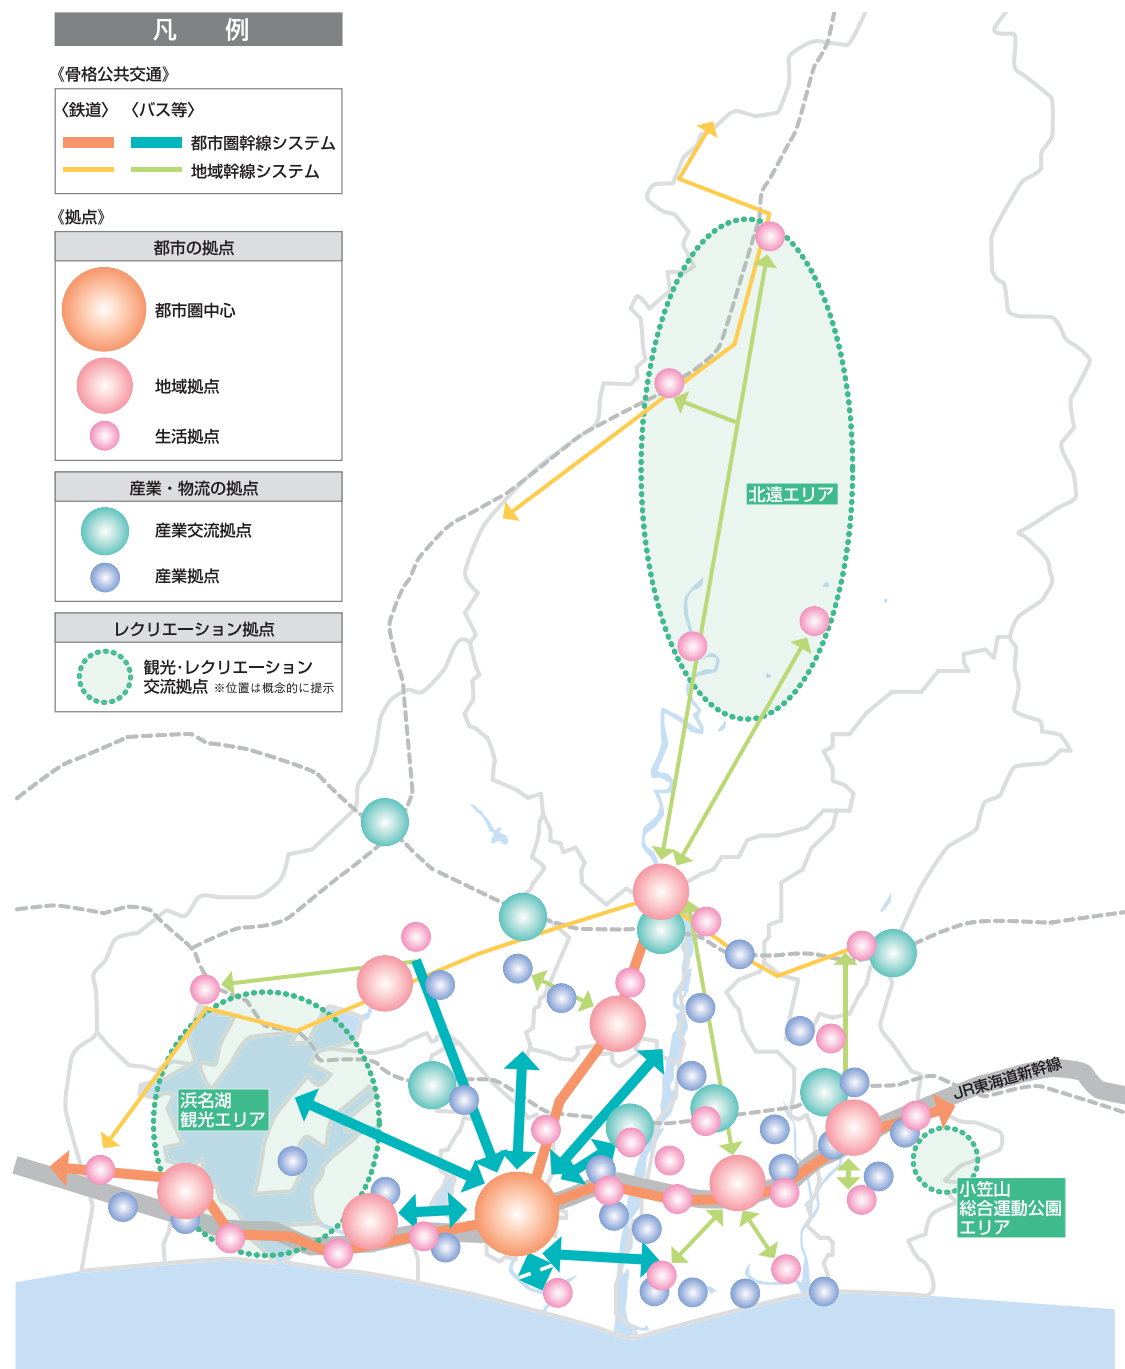 凡　例
《骨格公共交通》
〈鉄道〉 〈バス等〉
都市圏幹線システム
地域幹線システム
《拠点》
都市の拠点
都市圏中心
地域拠点
生活拠点
産業・物流の拠点
産業交流拠点
産業拠点
レクリエーション拠点
観光・レクリエーション
交流拠点 ※位置は概念的に提示
北遠エリア
JR東海道新幹線
浜名湖
観光エリア
小笠山
総合運動公園
エリア